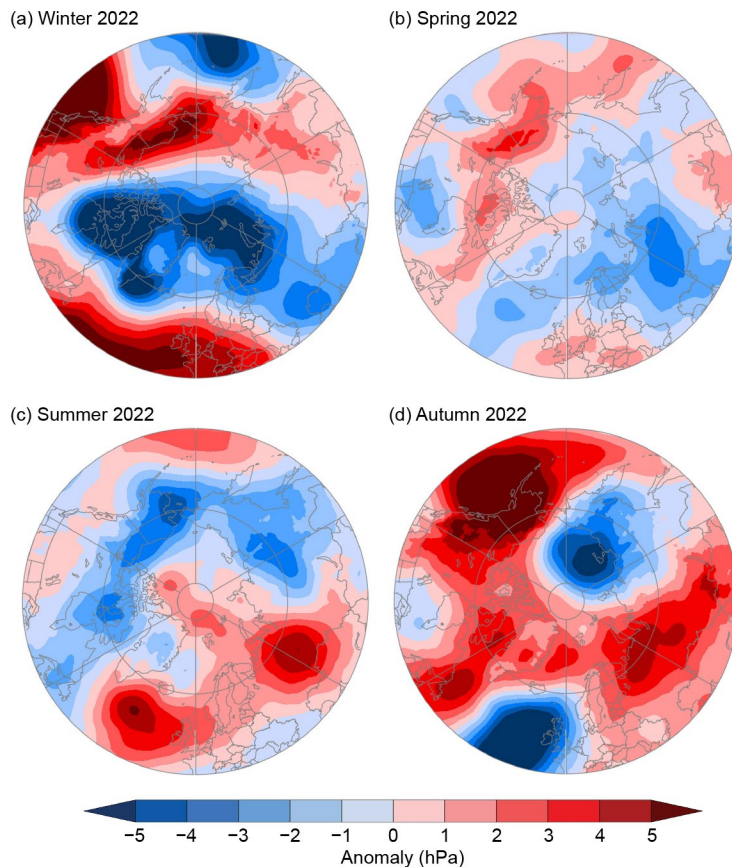 (a) Winter 2022
(b) Spring 2022
(c) Summer 2022
(d) Autumn 2022
−5 −4 −3 −2 −1 0 1 2 3 4 5
Anomaly (hPa)